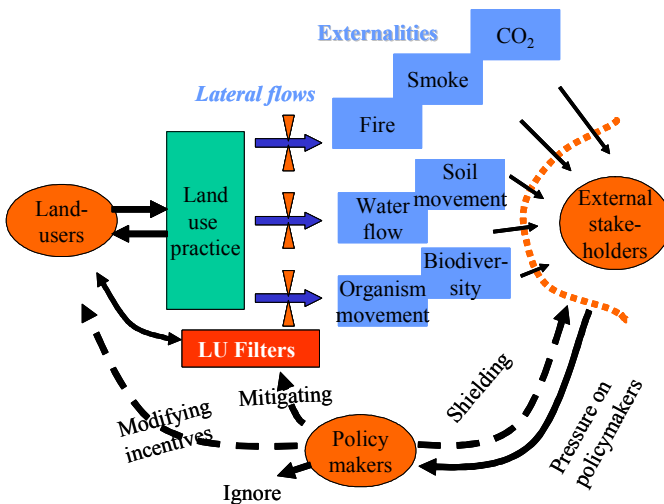 Externalities
CO2
Smoke
Lateral flows
Fire
Land
use
practice
Land-
users
Soil
movement
Water
flow
External
stake-
holders
Biodiver-
sity
Organism
movement
LU Filters
Mitigating
Modifying
incentives
Shielding
Pressure on
policymakers
Policy
makers
Ignore